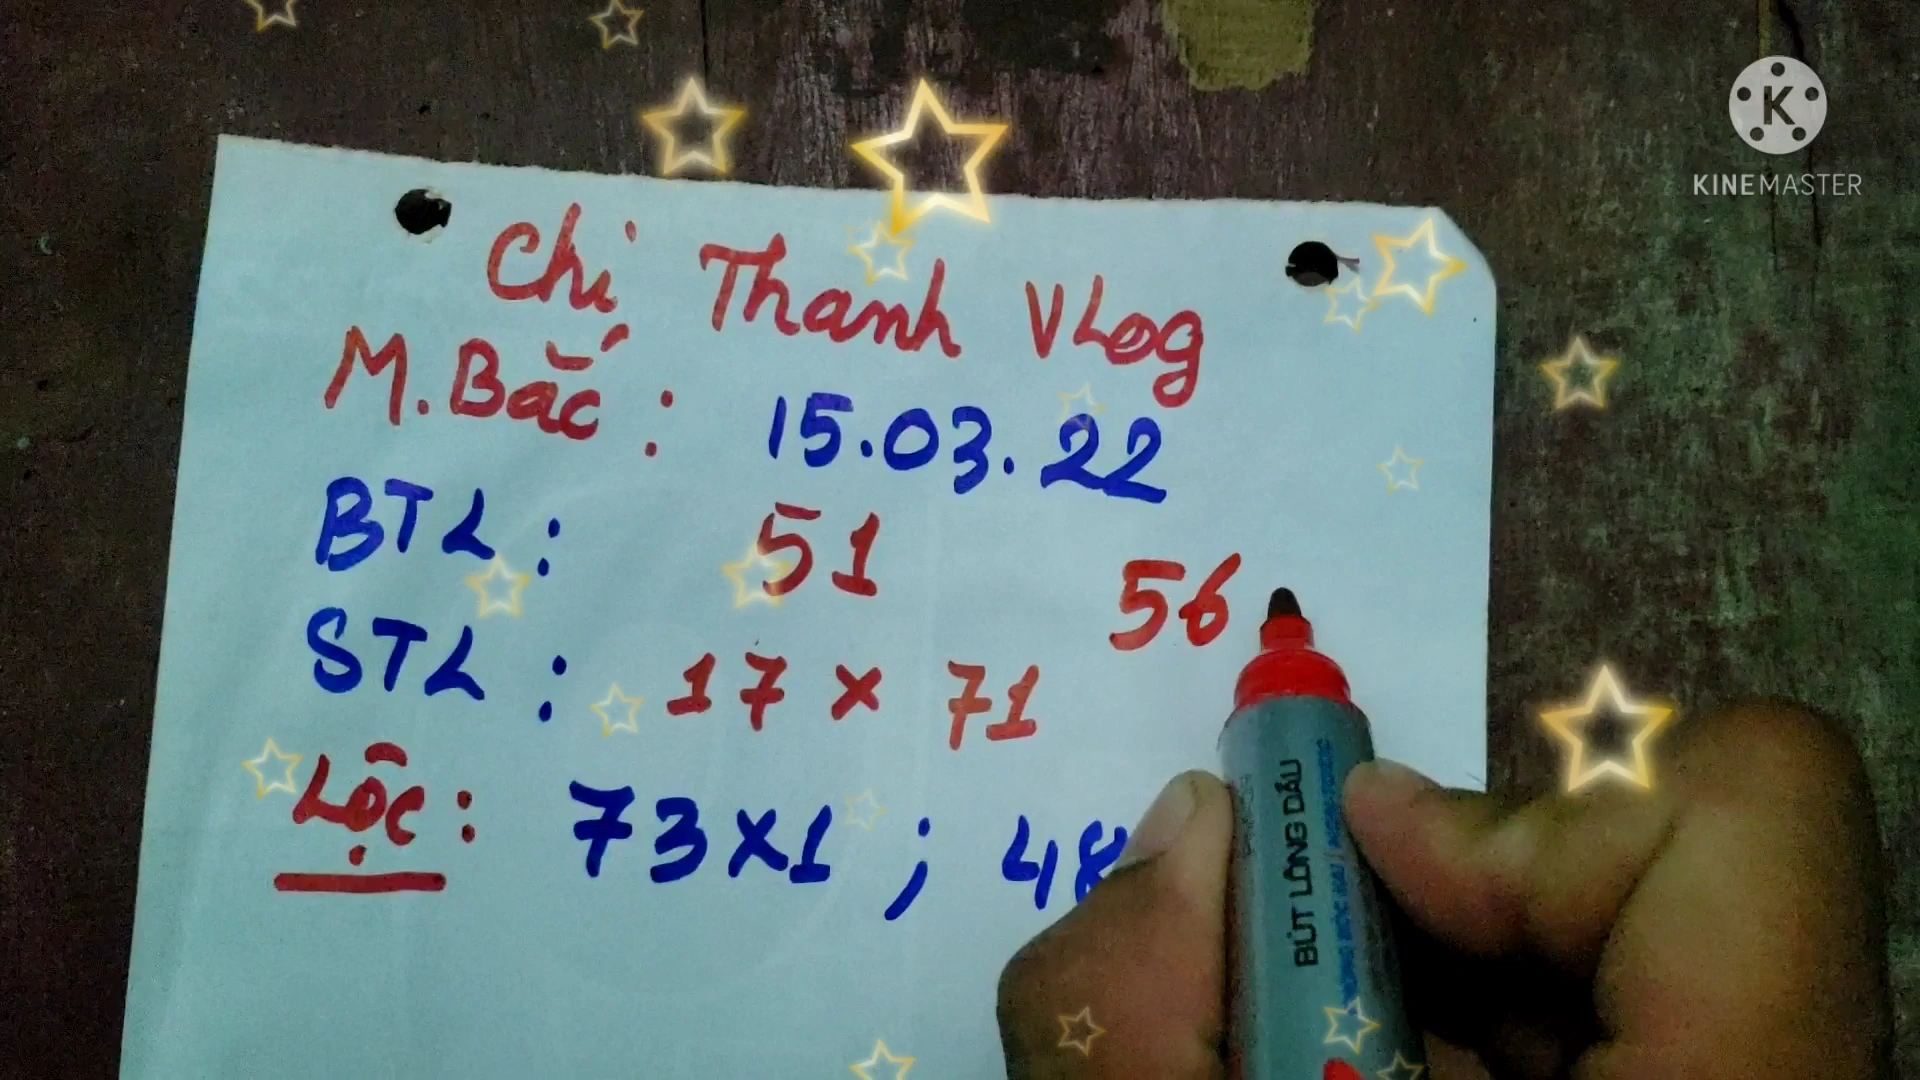 KINEMASTER
Chí Thanh VLog
M.Bắc : 15.03.22
BTL : 51
56
STL : 17 x 71
Lộc : 73x1 ; 48
BÚT LÔNG DẦU